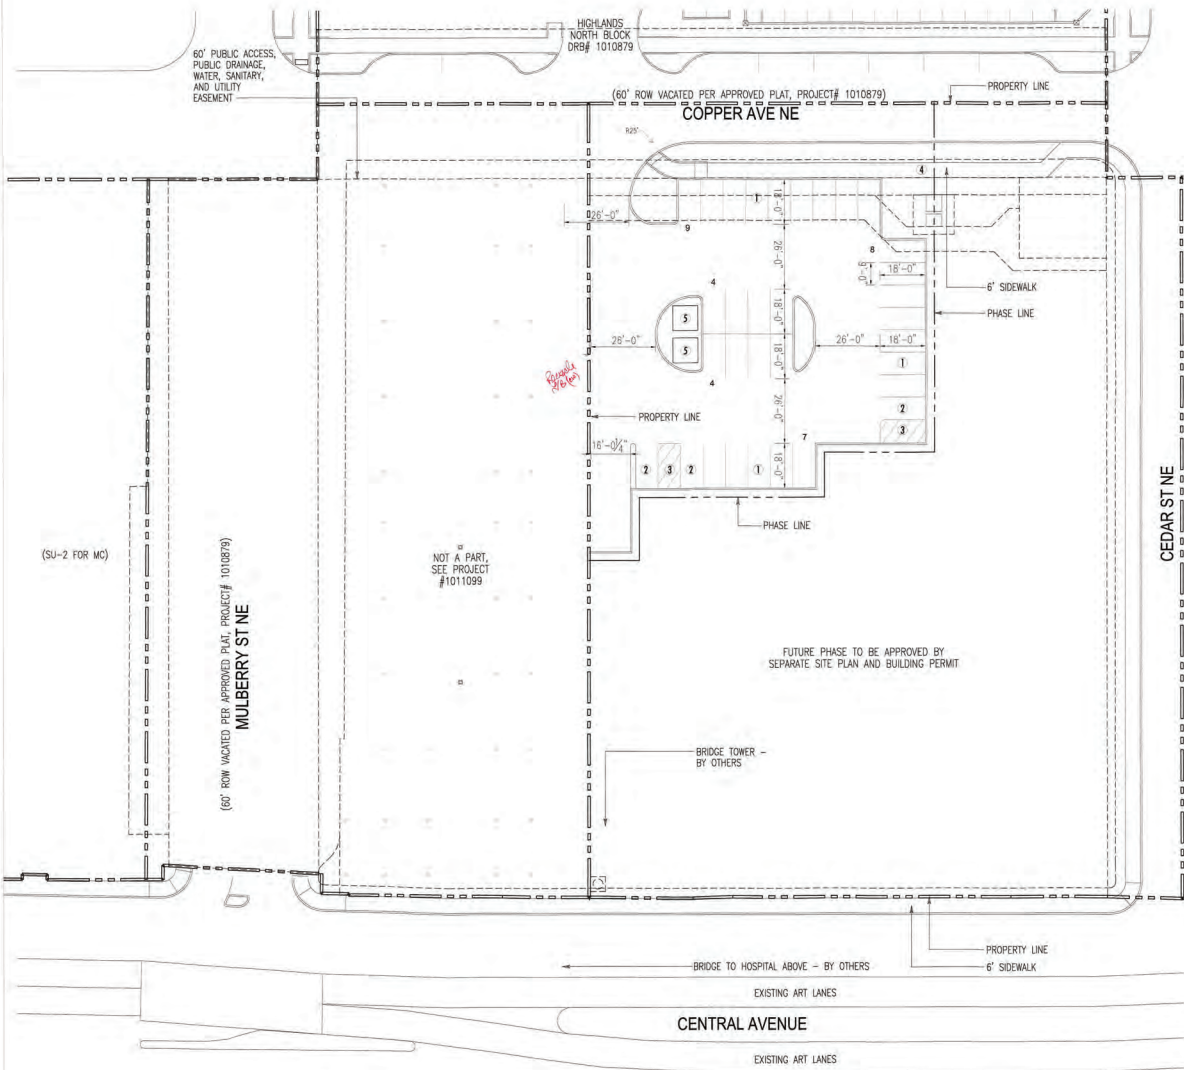 HIGHLANDS
NORTH BLOCK
DRB# 1010879
60' PUBLIC ACCESS,
PUBLIC DRAINAGE,
WATER, SANITARY,
AND UTILITY
EASEMENT
(60' ROW VACATED PER APPROVED PLAT, PROJECT# 1010879)
COPPER AVE NE
PROPERTY LINE
R25'
4
1
18'-0"
26'-0"
9
8
26'-0"
9'-0"
18'-0"
6' SIDEWALK
4
18'-0"
PHASE LINE
5
26'-0"
5
18'-0"
26'-0"
18'-0"
1
4
26'-0"
2
3
PROPERTY LINE
7
16'-0¼"
2
3
2
1
18'-0"
PHASE LINE
CEDAR ST NE
(SU-2 FOR MC)
(60' ROW VACATED PER APPROVED PLAT, PROJECT# 1010879)
MULBERRY ST NE
NOT A PART,
SEE PROJECT
#1011099
FUTURE PHASE TO BE APPROVED BY
SEPARATE SITE PLAN AND BUILDING PERMIT
BRIDGE TOWER –
BY OTHERS
PROPERTY LINE
6' SIDEWALK
BRIDGE TO HOSPITAL ABOVE – BY OTHERS
EXISTING ART LANES
CENTRAL AVENUE
EXISTING ART LANES